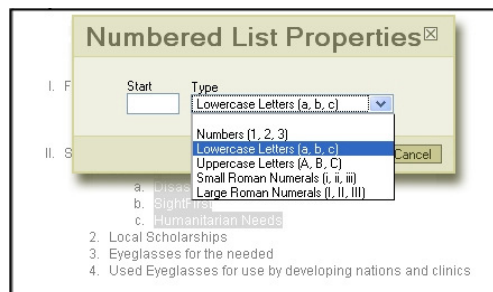 Numbered List Properties
I. F
Start Type
Lowercase Letters (a, b, c)
Numbers (1, 2, 3)
II. S Lowercase Letters (a, b, c) Cancel
Uppercase Letters (A, B, C)
Small Roman Numerals (i, ii, iii)
Large Roman Numerals (I, II, III)
a. Disas
b. SightFirst
c. Humanitarian Needs
2. Local Scholarships
3. Eyeglasses for the needed
4. Used Eyeglasses for use by developing nations and clinics